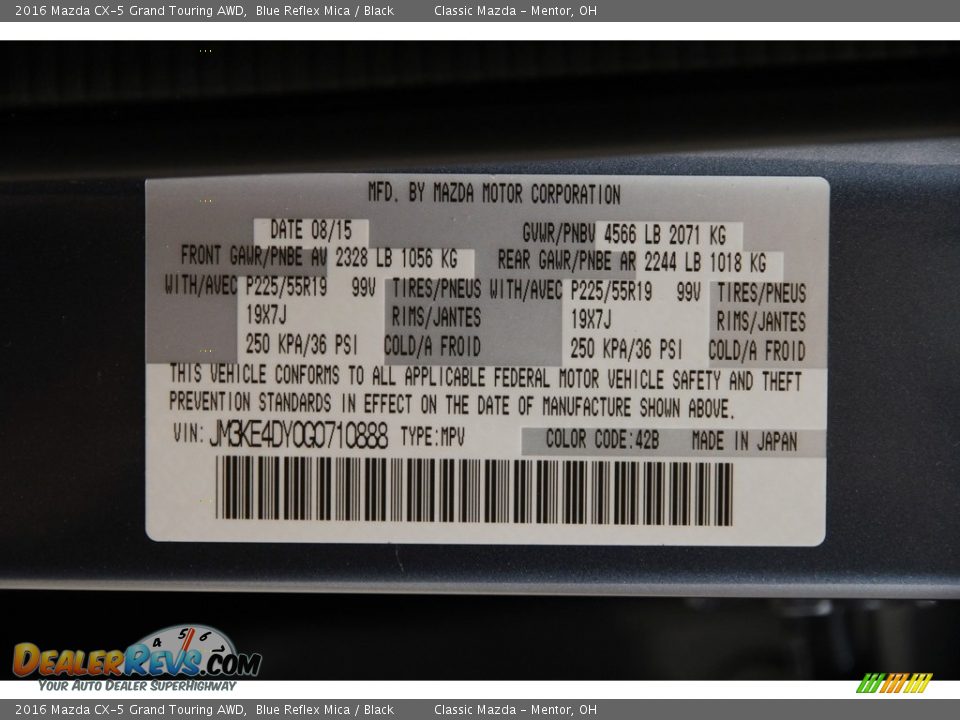 2016 Mazda CX-5 Grand Touring AWD, Blue Reflex Mica / Black Classic Mazda - Mentor, OH
MFD. BY MAZDA MOTOR CORPORATION
DATE 08/15 GVWR/PNBV 4566 LB 2071 KG
FRONT GAWR/PNBE AV 2328 LB 1056 KG REAR GAWR/PNBE AR 2244 LB 1018 KG
WITH/AVEC P225/55R19 99V TIRES/PNEUS WITH/AVEC P225/55R19 99V TIRES/PNEUS
19X7J RIMS/JANTES 19X7J RIMS/JANTES
250 KPA/36 PSI COLD/A FROID 250 KPA/36 PSI COLD/A FROID
THIS VEHICLE CONFORMS TO ALL APPLICABLE FEDERAL MOTOR VEHICLE SAFETY AND THEFT
PREVENTION STANDARDS IN EFFECT ON THE DATE OF MANUFACTURE SHOWN ABOVE.
VIN: JM3KE4DY0G0710888 TYPE:MPV COLOR CODE:42B MADE IN JAPAN
4 5 6
DEALERREVS.COM
YOUR AUTO DEALER SUPERHIGHWAY
2016 Mazda CX-5 Grand Touring AWD, Blue Reflex Mica / Black Classic Mazda - Mentor, OH